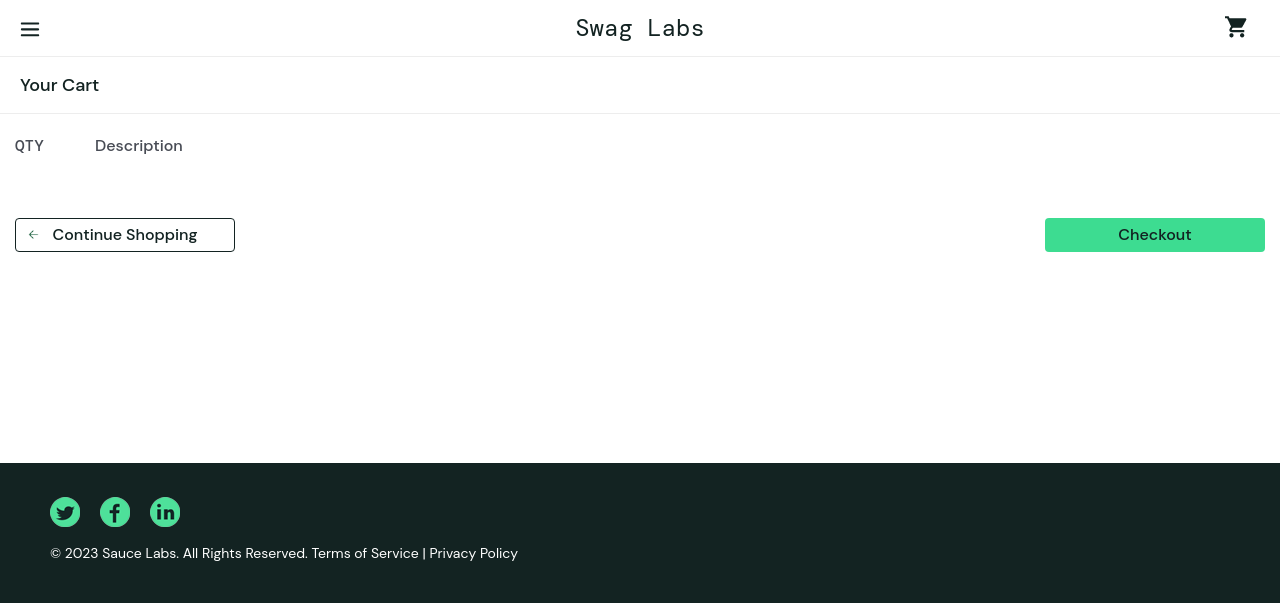 Swag Labs
Your Cart
QTY Description
Continue Shopping
Checkout
© 2023 Sauce Labs. All Rights Reserved. Terms of Service | Privacy Policy